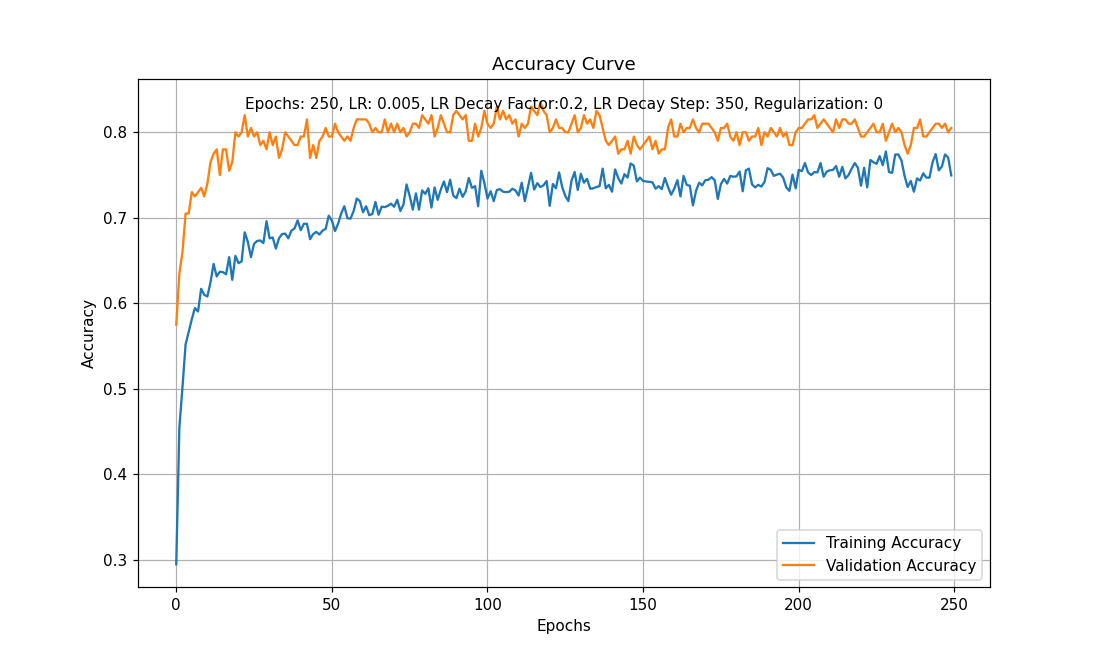 Accuracy Curve
Epochs: 250, LR: 0.005, LR Decay Factor:0.2, LR Decay Step: 350, Regularization: 0
0.8
0.7
0.6
0.5
0.4
0.3
Accuracy
Training Accuracy
Validation Accuracy
0 50 100 150 200 250
Epochs